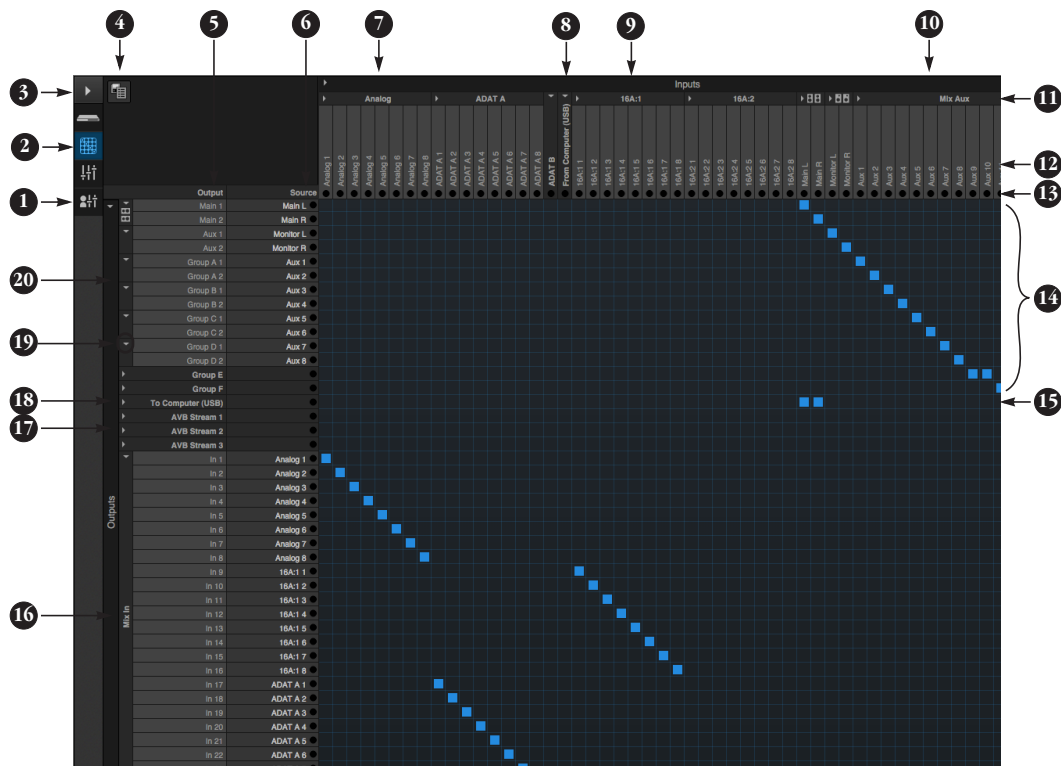 5 6 7 8 9 10
4
Inputs
3
Analog ADAT A 16A:1 16A:2 Mix Aux 11
2
Analog 1 Analog 2 Analog 3 Analog 4 Analog 5 Analog 6 Analog 7 Analog 8 ADAT A 1 ADAT A 2 ADAT A 3 ADAT A 4 ADAT A 5 ADAT A 6 ADAT A 7 ADAT A 8 ADAT B From Computer (USB) 16A:1 1 16A:1 2 16A:1 3 16A:1 4 16A:1 5 16A:1 6 16A:1 7 16A:1 8 16A:2 1 16A:2 2 16A:2 3 16A:2 4 16A:2 5 16A:2 6 16A:2 7 16A:2 8 Main L Main R Monitor L Monitor R Aux 1 Aux 2 Aux 3 Aux 4 Aux 5 Aux 6 Aux 7 Aux 8 Aux 9 Aux 10
12
Output Source 13
1
Main 1 Main L
Main 2 Main R
Aux 1 Monitor L
Aux 2 Monitor R
Group A 1 Aux 1
20
Group A 2 Aux 2
Group B 1 Aux 3
14
Group B 2 Aux 4
Group C 1 Aux 5
Group C 2 Aux 6
19
Group D 1 Aux 7
Group D 2 Aux 8
Group E
Group F
18
To Computer (USB)
15
AVB Stream 1
17
AVB Stream 2
AVB Stream 3
Outputs
In 1 Analog 1
In 2 Analog 2
In 3 Analog 3
In 4 Analog 4
In 5 Analog 5
In 6 Analog 6
In 7 Analog 7
In 8 Analog 8
In 9 16A:1 1
In 10 16A:1 2
In 11 16A:1 3
16
Mix In
In 12 16A:1 4
In 13 16A:1 5
In 14 16A:1 6
In 15 16A:1 7
In 16 16A:1 8
In 17 ADAT A 1
In 18 ADAT A 2
In 19 ADAT A 3
In 20 ADAT A 4
In 21 ADAT A 5
In 22 ADAT A 6